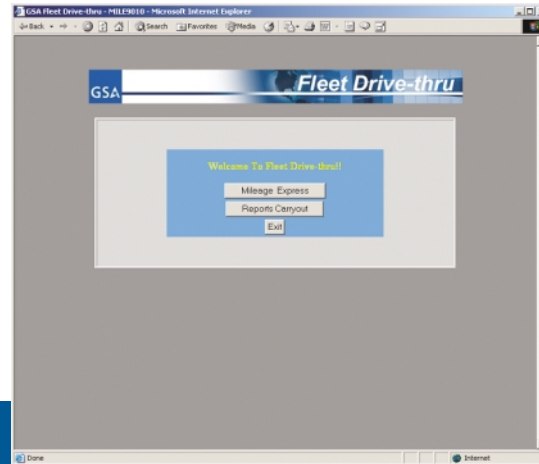 GSA Fleet Drive-thru - MILE9010 - Microsoft Internet Explorer
Back Search Favorites Media
GSA Fleet Drive-thru
Welcome To Fleet Drive-thru!!
Mileage Express
Reports Carryout
Exit
Done Internet